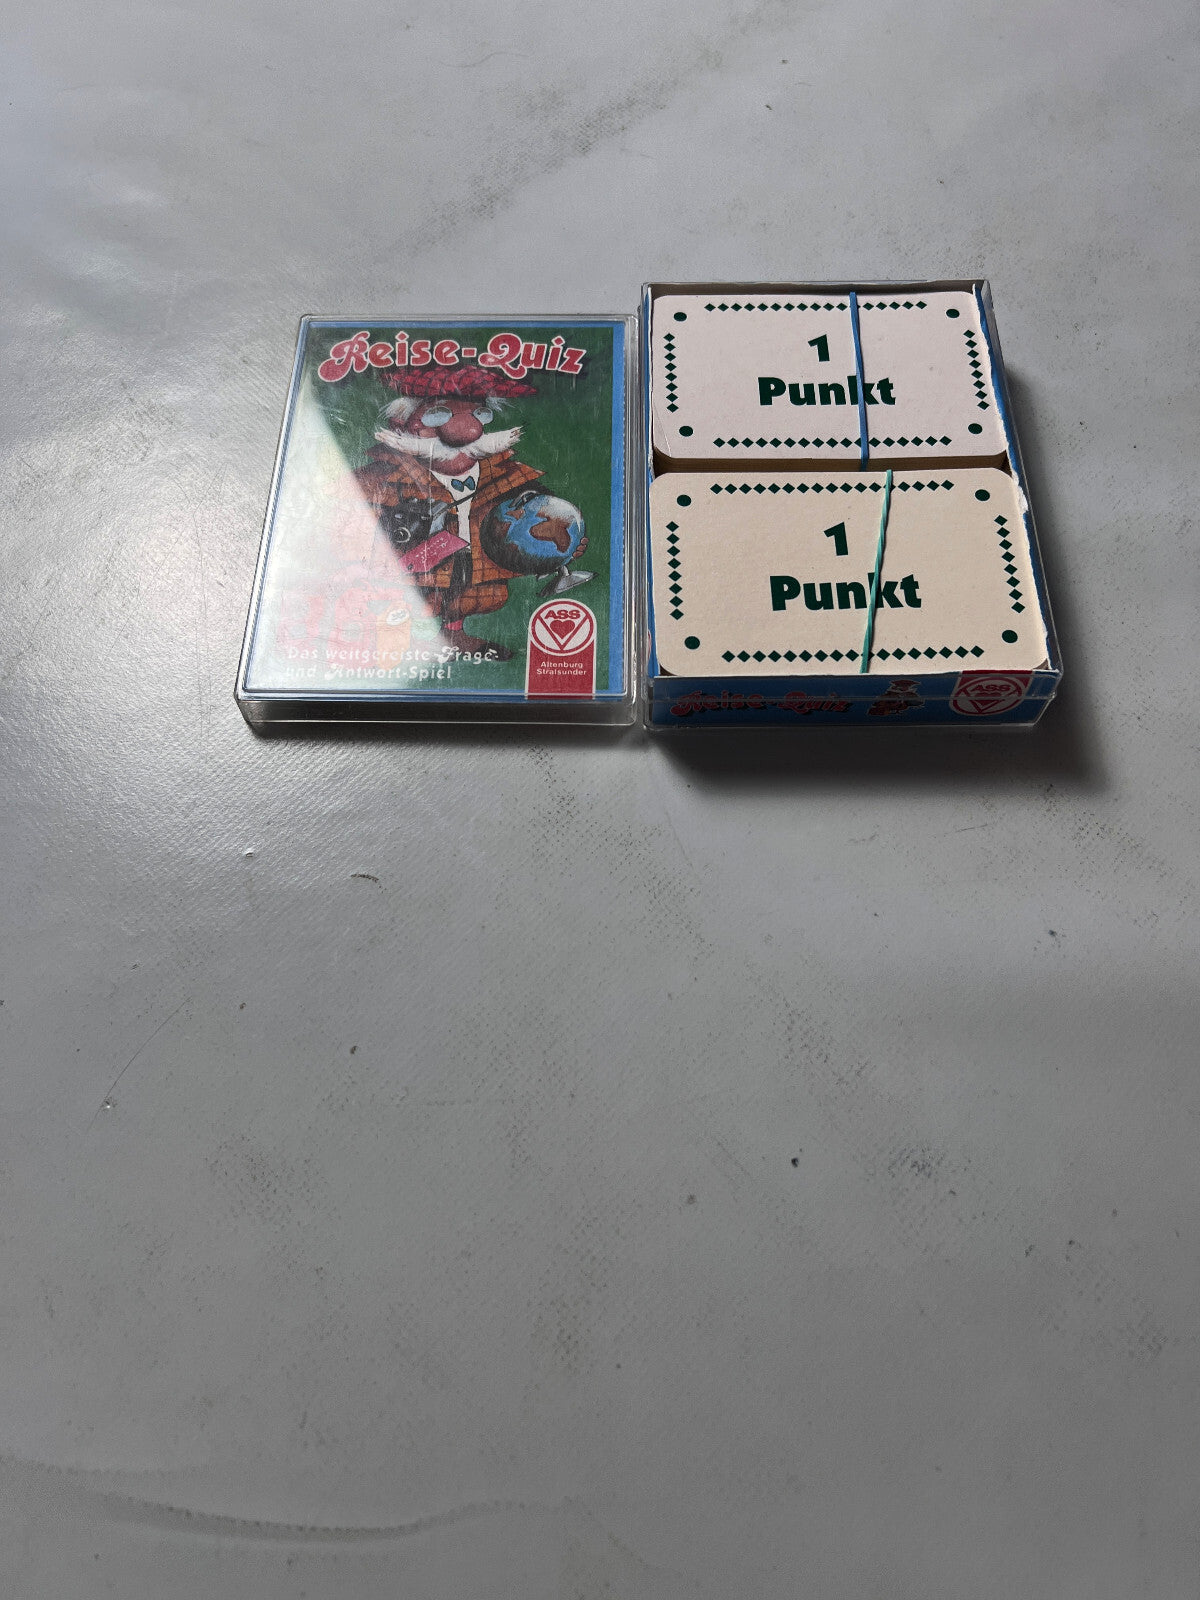 Reise-Quiz
ASS
Altenburg
Stralsunder
Das weitgereiste Frage-
und Antwort-Spiel
1
Punkt
1
Punkt
Reise-Quiz
ASS